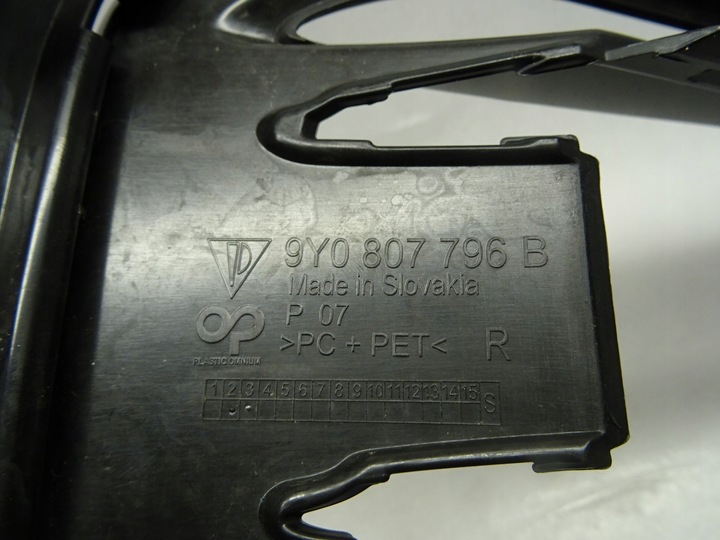 9Y0 807 796 B
Made in Slovakia
P 07
>PC + PET< R
PLASTIC OMNIUM
1 2 3 4 5 6 7 8 9 10 11 12 13 14 15 S